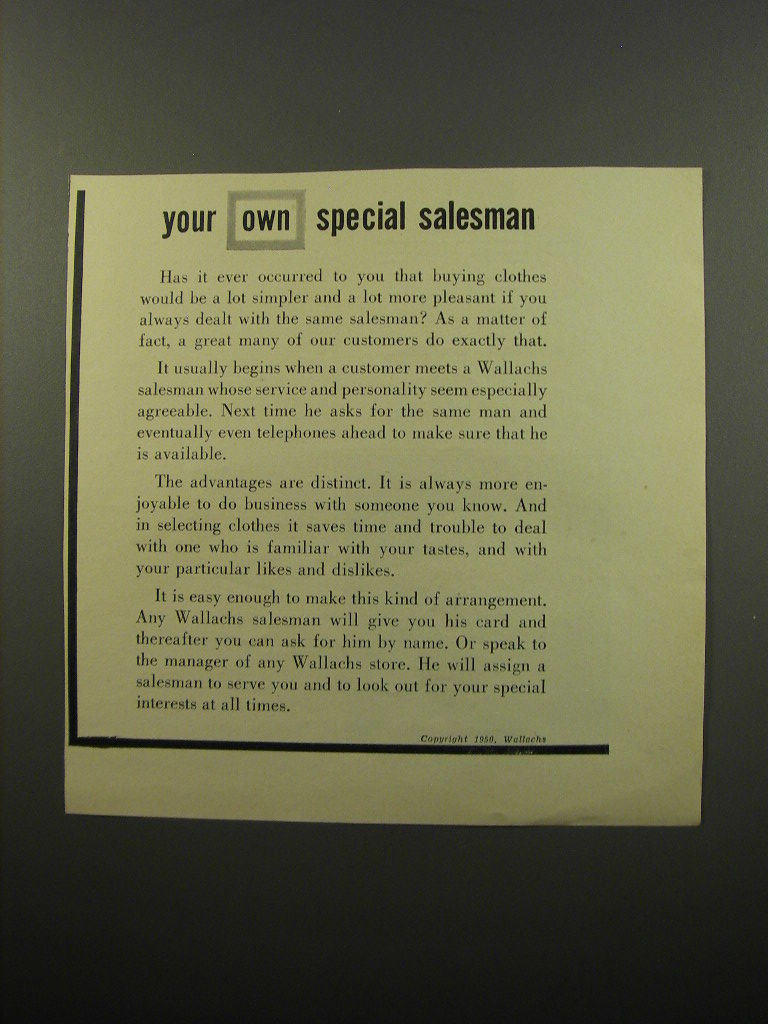 your own special salesman
Has it ever occurred to you that buying clothes
would be a lot simpler and a lot more pleasant if you
always dealt with the same salesman? As a matter of
fact, a great many of our customers do exactly that.
It usually begins when a customer meets a Wallachs
salesman whose service and personality seem especially
agreeable. Next time he asks for the same man and
eventually even telephones ahead to make sure that he
is available.
The advantages are distinct. It is always more en-
joyable to do business with someone you know. And
in selecting clothes it saves time and trouble to deal
with one who is familiar with your tastes, and with
your particular likes and dislikes.
It is easy enough to make this kind of arrangement.
Any Wallachs salesman will give you his card and
thereafter you can ask for him by name. Or speak to
the manager of any Wallachs store. He will assign a
salesman to serve you and to look out for your special
interests at all times.
Copyright 1950, Wallachs